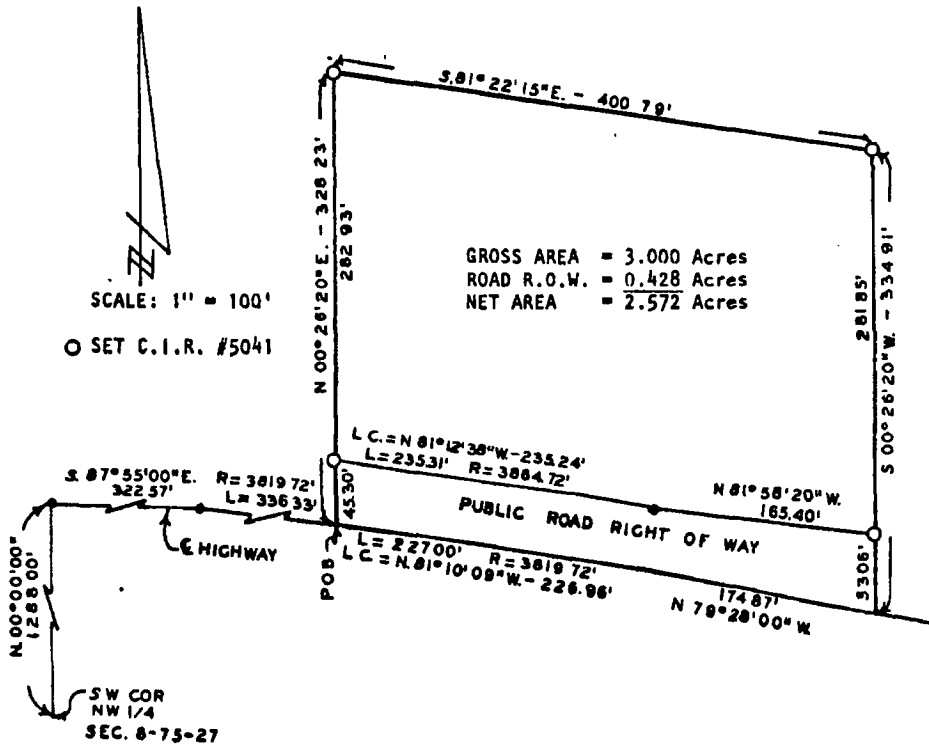 S. 81° 22' 15" E. - 400 79'
N 00° 26' 20" E. - 328 23'
282 93'
GROSS AREA = 3.000 Acres
ROAD R.O.W. = 0.428 Acres
NET AREA = 2.572 Acres
281 85'
S 00° 26' 20" W. - 334 91'
SCALE: 1" = 100'
SET C.I.R. #5041
L C. = N 81° 12' 38" W. - 235.24'
L = 235.31' R = 3864.72'
S. 87° 55' 00" E.
322.57'
R = 3819 72'
L = 336.33'
45.30'
N 81° 58' 20" W.
165.40'
PUBLIC ROAD RIGHT OF WAY
53 06'
℄ HIGHWAY
POB
L = 227.00' R = 3819 72'
L C. = N. 81° 10' 09" W. - 226.96'
174.87'
N 79° 28' 00" W.
N. 00° 00' 00"
1288 00'
S W COR
NW 1/4
SEC. 8-75-27